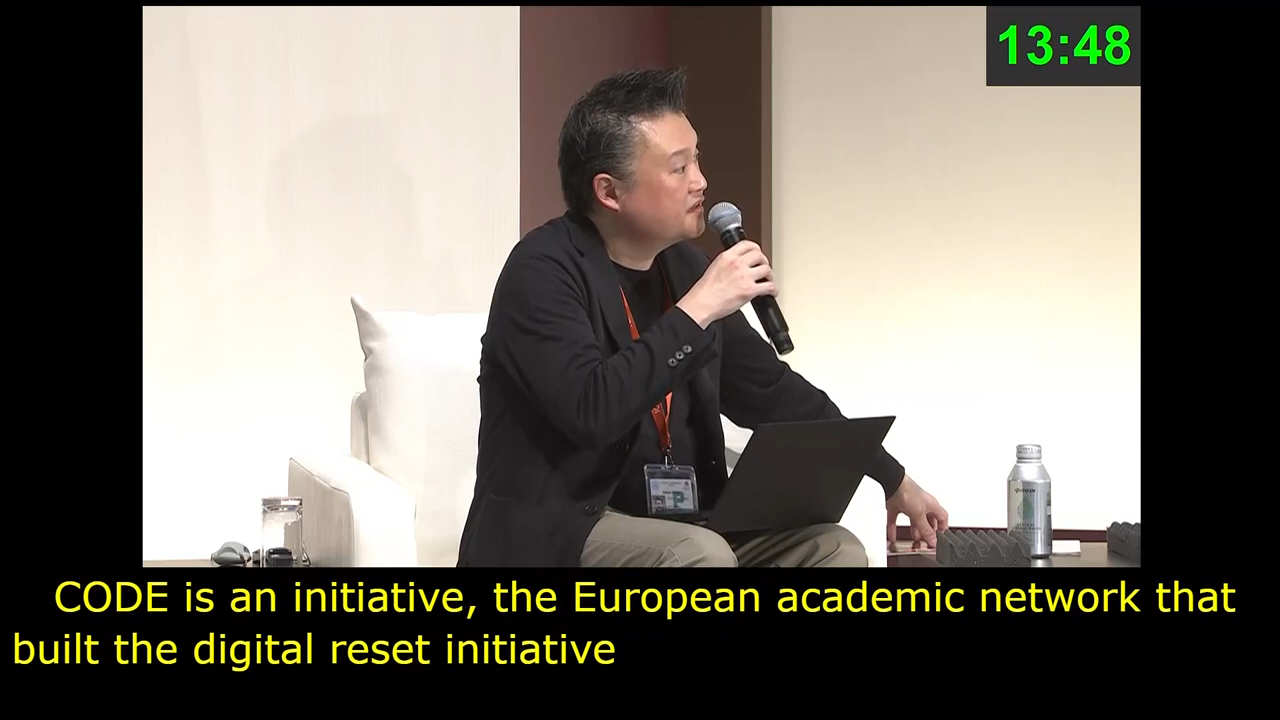 13:48
P
CODE is an initiative, the European academic network that
built the digital reset initiative